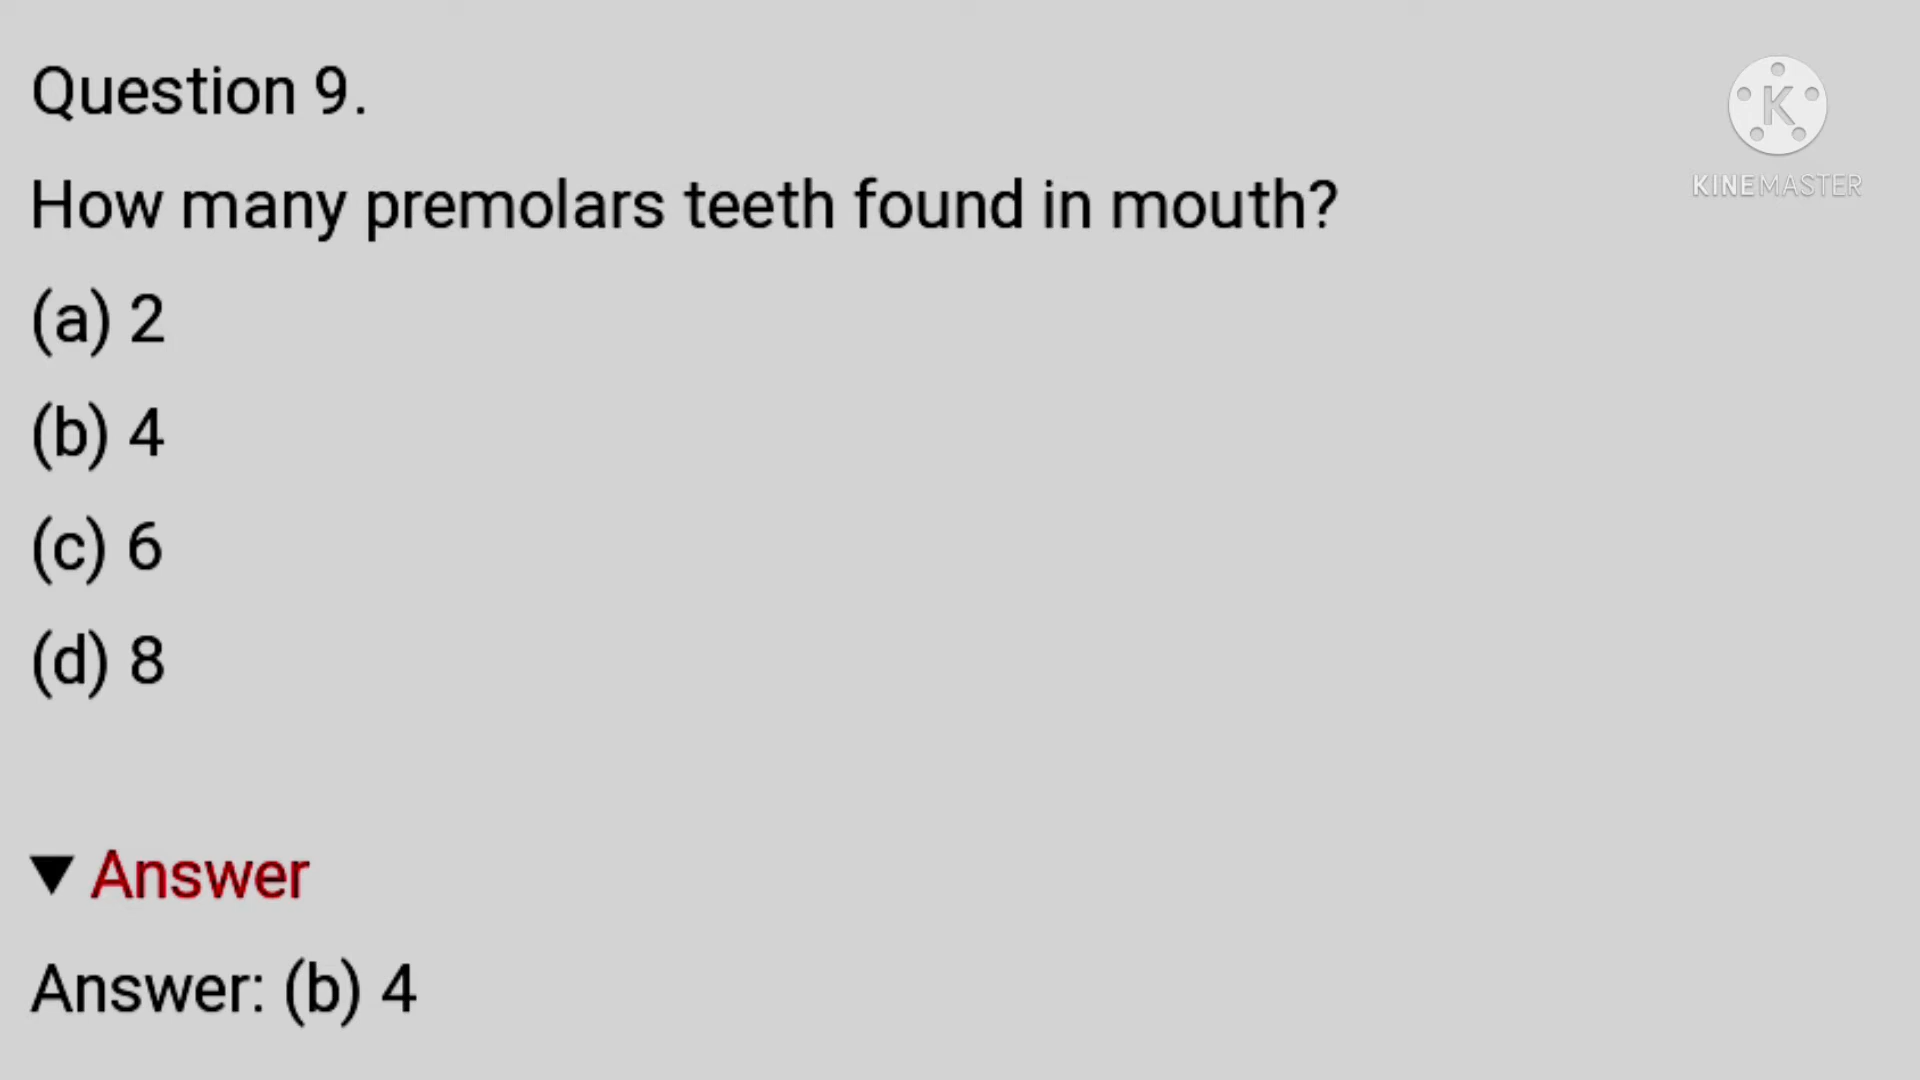 Question 9.
How many premolars teeth found in mouth?
(a) 2
(b) 4
(c) 6
(d) 8
▼ Answer
Answer: (b) 4
K
KINEMASTER